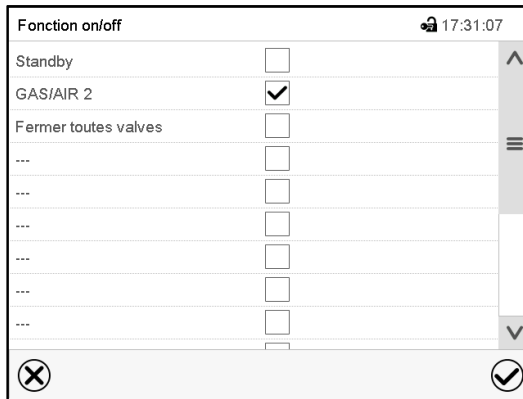 Fonction on/off 17:31:07
Standby
GAS/AIR 2
Fermer toutes valves
---
---
---
---
---
---